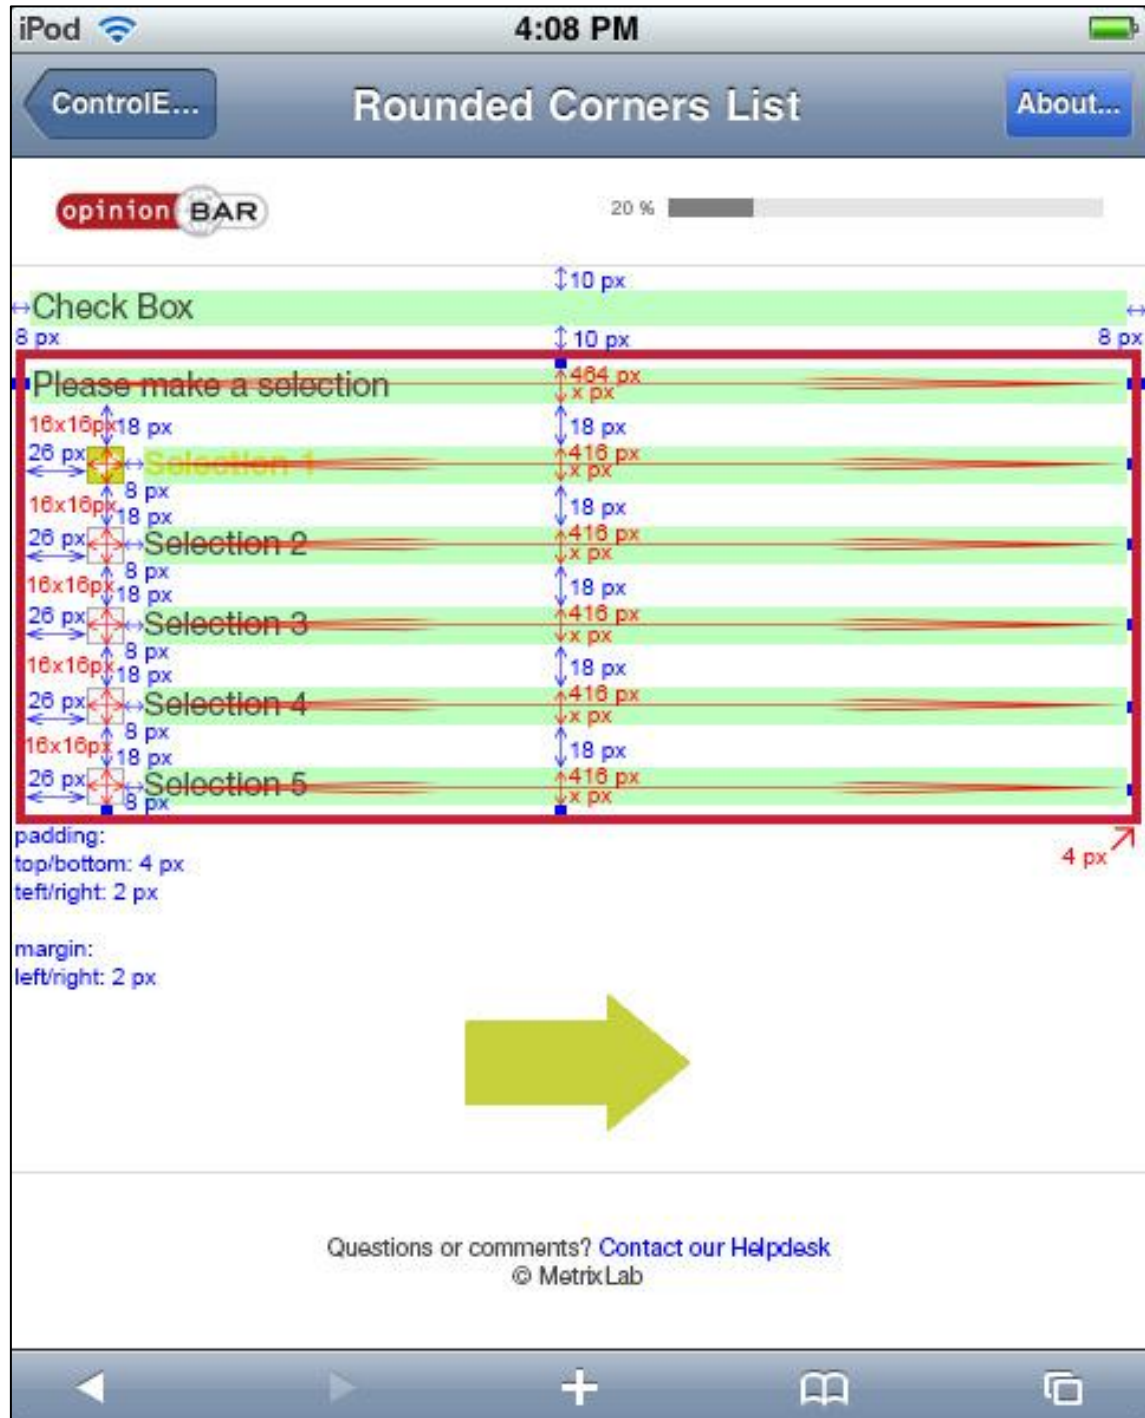 iPod 4:08 PM
ControlE... Rounded Corners List About...
opinion BAR 20 %
10 px
Check Box
8 px 10 px 8 px
Please make a selection 464 px
x px
16x16px 18 px 18 px
26 px Selection 1 416 px
x px
8 px
16x16px 18 px 18 px
26 px Selection 2 416 px
x px
8 px
16x16px 18 px 18 px
26 px Selection 3 416 px
x px
8 px
16x16px 18 px 18 px
26 px Selection 4 416 px
x px
8 px
16x16px 18 px 18 px
26 px Selection 5 416 px
8 px x px
padding:
top/bottom: 4 px 4 px
teft/right: 2 px
margin:
left/right: 2 px
Questions or comments? Contact our Helpdesk
© MetrixLab